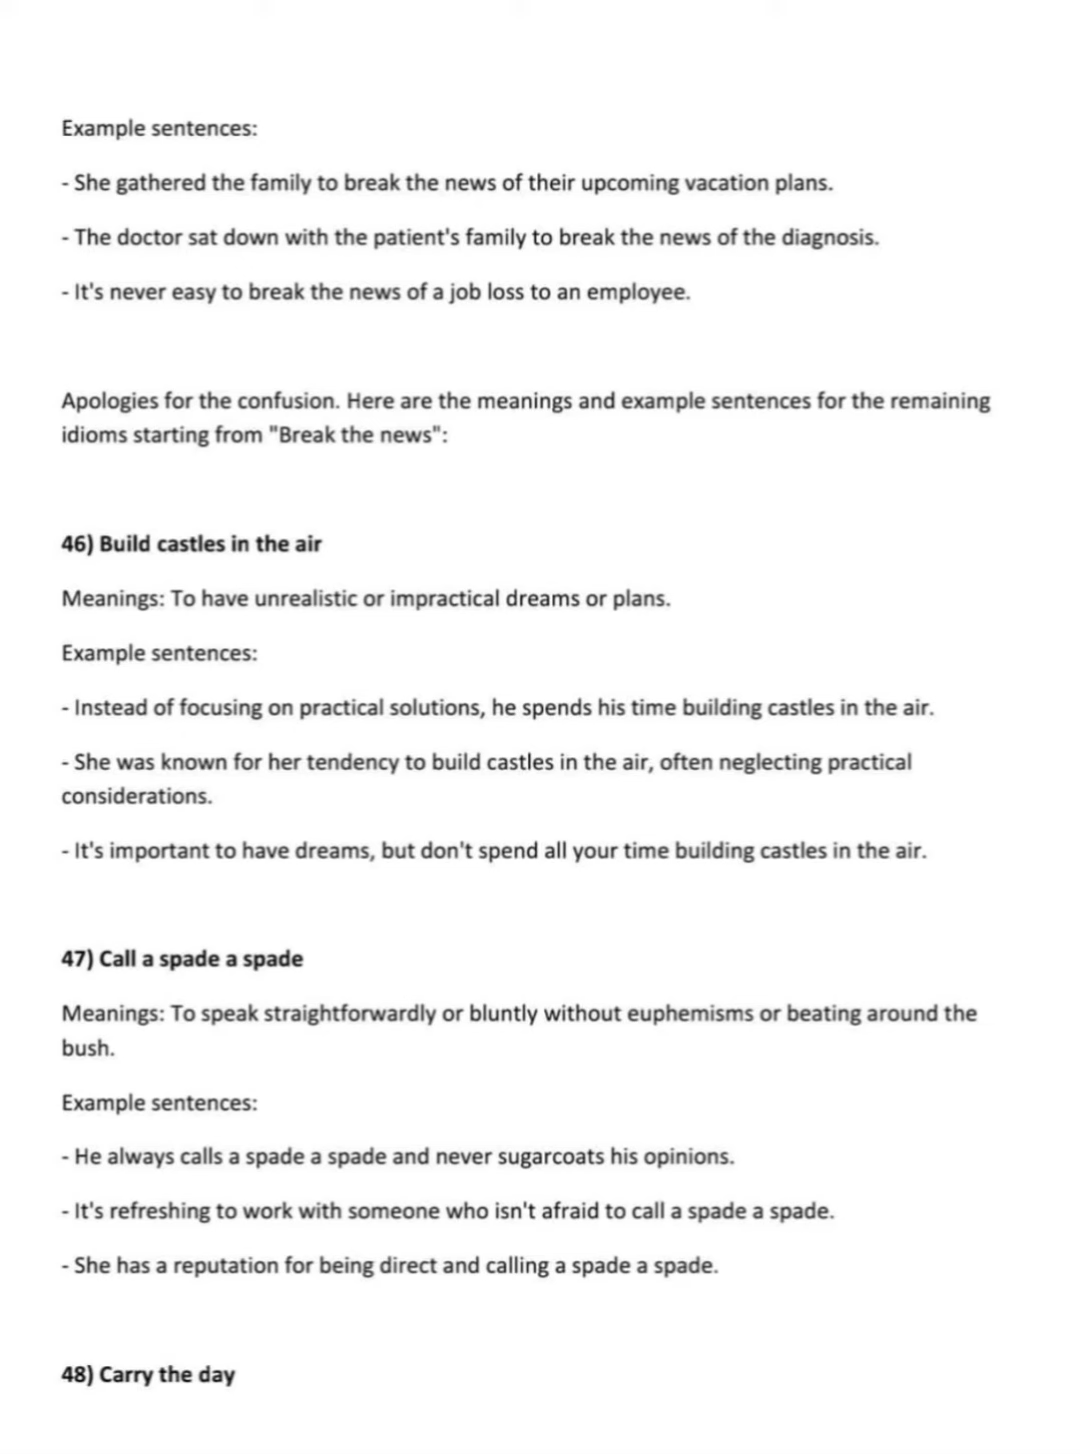 Example sentences:
- She gathered the family to break the news of their upcoming vacation plans.
- The doctor sat down with the patient's family to break the news of the diagnosis.
- It's never easy to break the news of a job loss to an employee.
Apologies for the confusion. Here are the meanings and example sentences for the remaining
idioms starting from "Break the news":
46) Build castles in the air
Meanings: To have unrealistic or impractical dreams or plans.
Example sentences:
- Instead of focusing on practical solutions, he spends his time building castles in the air.
- She was known for her tendency to build castles in the air, often neglecting practical
considerations.
- It's important to have dreams, but don't spend all your time building castles in the air.
47) Call a spade a spade
Meanings: To speak straightforwardly or bluntly without euphemisms or beating around the
bush.
Example sentences:
- He always calls a spade a spade and never sugarcoats his opinions.
- It's refreshing to work with someone who isn't afraid to call a spade a spade.
- She has a reputation for being direct and calling a spade a spade.
48) Carry the day